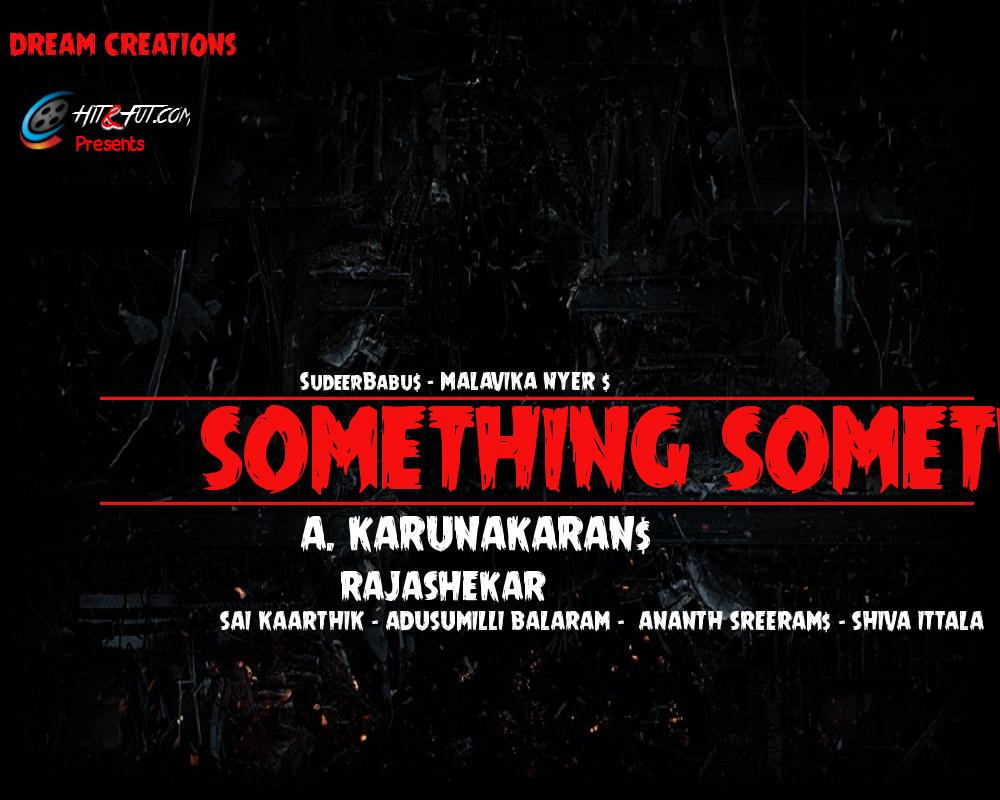 DREAM CREATIONS
HIT&FUT.COM
Presents
SUDEERBABU$ - MALAVIKA NYER $
SOMETHING SOMET
A. KARUNAKARAN$
RAJASHEKAR
SAI KAARTHIK - ADUSUMILLI BALARAM - ANANTH SREERAM$ - SHIVA ITTALA